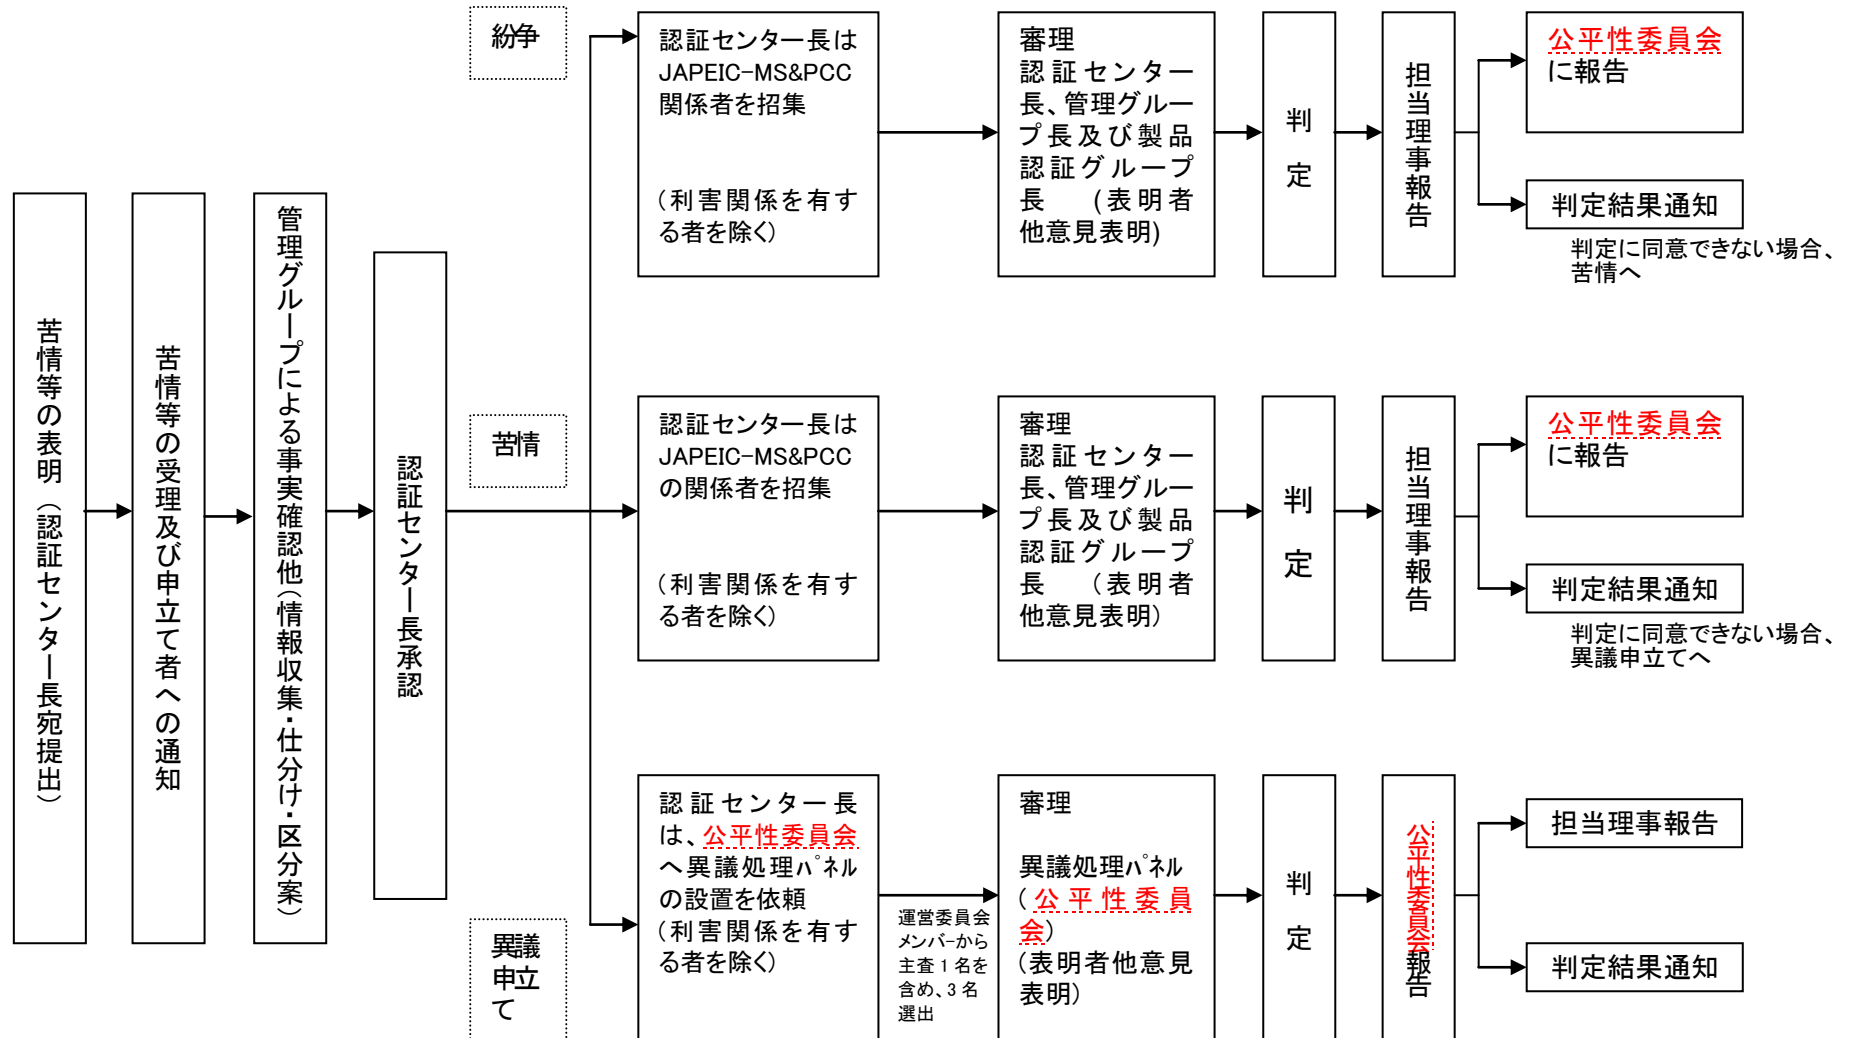 苦情等の表明（認証センター長宛提出）
苦情等の受理及び申立て者への通知
管理グループによる事実確認他（情報収集・仕分け・区分案）
認証センター長承認
紛争
認証センター長は
JAPEIC-MS&PCC
関係者を招集
（利害関係を有す
る者を除く）
審理
認証センター
長、管理グルー
プ長及び製品
認証グループ
長　（表明者
他意見表明）
判定
担当理事報告
公平性委員会
に報告
判定結果通知
判定に同意できない場合、
苦情へ
苦情
認証センター長は
JAPEIC-MS&PCC
の関係者を招集
（利害関係を有す
る者を除く）
審理
認証センター
長、管理グルー
プ長及び製品
認証グループ
長　（表明者
他意見表明）
判定
担当理事報告
公平性委員会
に報告
判定結果通知
判定に同意できない場合、
異議申立てへ
異議
申立
て
認証センター長
は、公平性委員会
へ異議処理ﾊﾟﾈﾙ
の設置を依頼
（利害関係を有す
る者を除く）
運営委員会
ﾒﾝﾊﾞｰから
主査1名を
含め、3名
選出
審理
異議処理ﾊﾟﾈﾙ
（公平性委員
会）
（表明者他意見
表明）
判定
公平性委員会報告
担当理事報告
判定結果通知